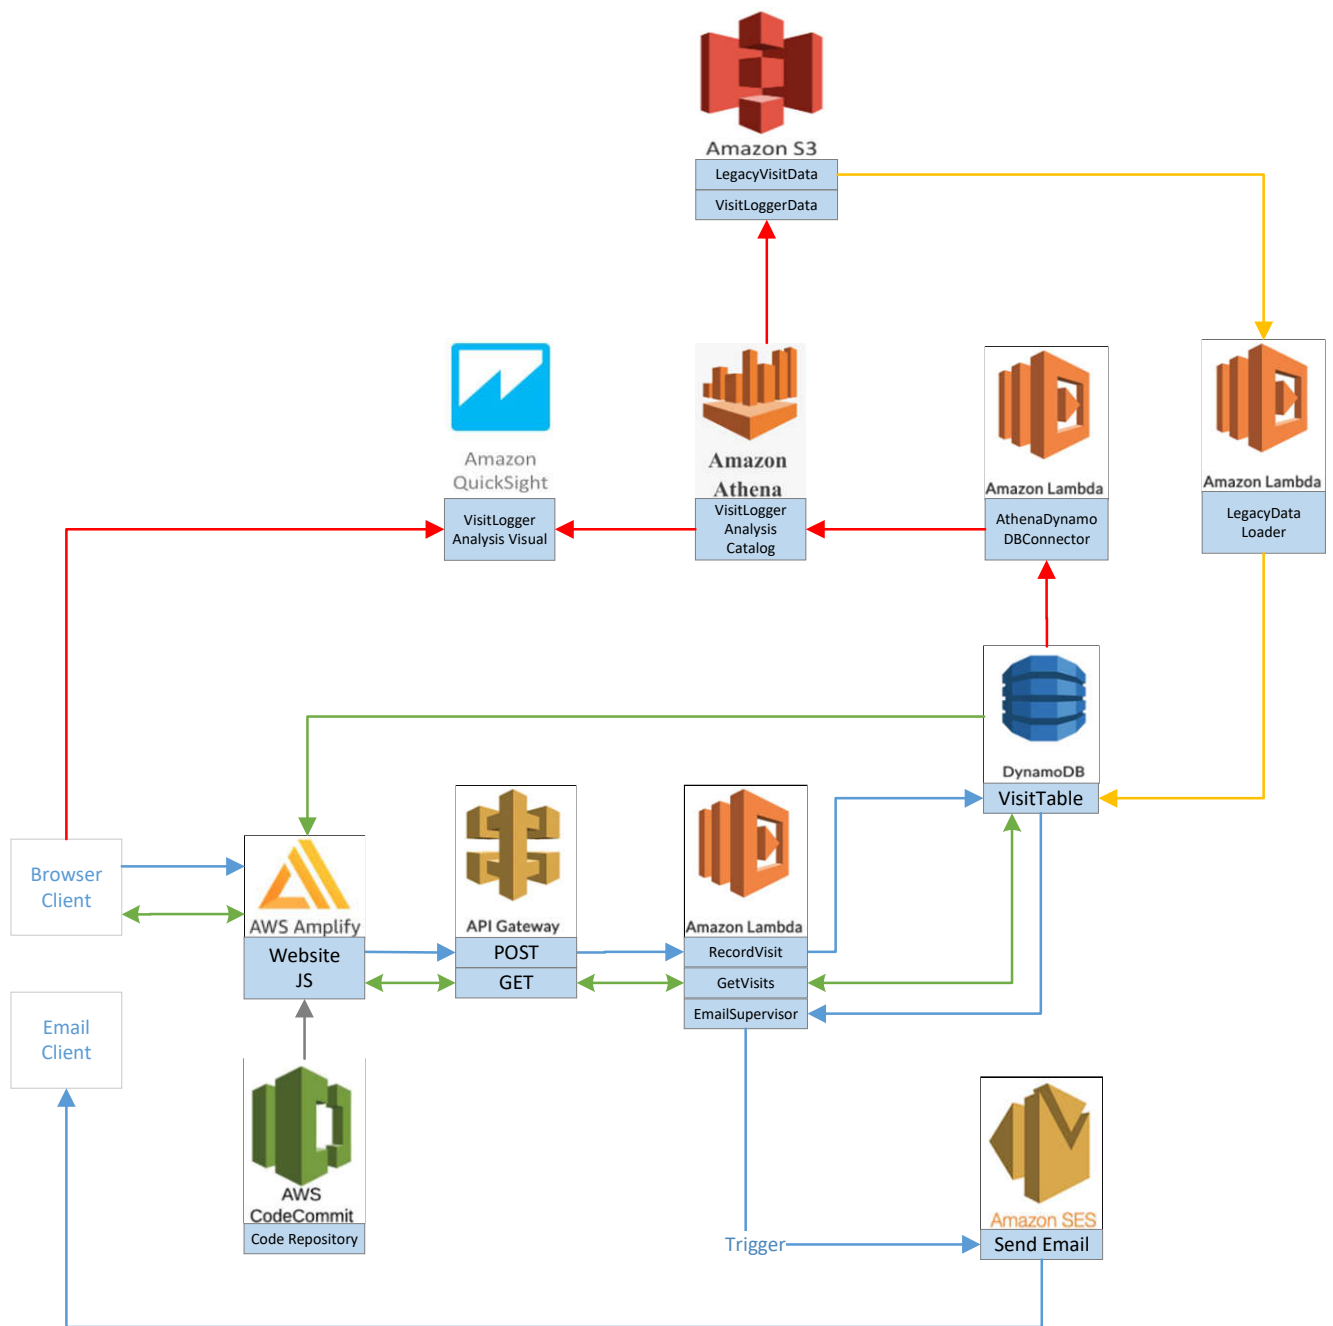 Amazon S3
LegacyVisitData
VisitLoggerData
Amazon
QuickSight
VisitLogger
Analysis Visual
Amazon
Athena
VisitLogger
Analysis
Catalog
Amazon Lambda
AthenaDynamo
DBConnector
Amazon Lambda
LegacyData
Loader
DynamoDB
VisitTable
Browser
Client
AWS Amplify
Website
JS
API Gateway
POST
GET
Amazon Lambda
RecordVisit
GetVisits
EmailSupervisor
Email
Client
AWS
CodeCommit
Code Repository
Trigger
Amazon SES
Send Email